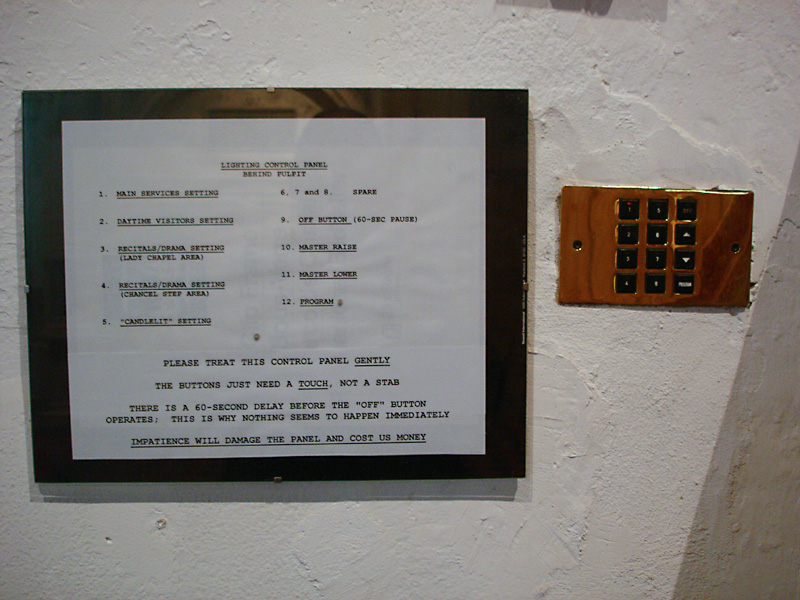 LIGHTING CONTROL PANEL
BEHIND PULPIT
1. MAIN SERVICES SETTING
2. DAYTIME VISITORS SETTING
3. RECITALS/DRAMA SETTING
(LADY CHAPEL AREA)
4. RECITALS/DRAMA SETTING
(CHANCEL STEP AREA)
5. "CANDLELIT" SETTING
6. 7 and 8. SPARE
9. OFF BUTTON (60-SEC PAUSE)
10. MASTER RAISE
11. MASTER LOWER
12. PROGRAM
PLEASE TREAT THIS CONTROL PANEL GENTLY
THE BUTTONS JUST NEED A TOUCH, NOT A STAB
THERE IS A 60-SECOND DELAY BEFORE THE "OFF" BUTTON
OPERATES; THIS IS WHY NOTHING SEEMS TO HAPPEN IMMEDIATELY
IMPATIENCE WILL DAMAGE THE PANEL AND COST US MONEY